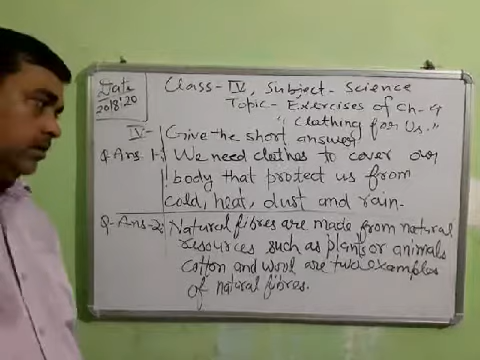 Date
20/8/20
Class - IV, Subject - Science
Topic - Exercises of Ch-4
"Clothing for Us."
IV - Give the short answer
Q. Ans. 1. We need clothes to cover our
body that protect us from
cold, heat, dust and rain.
Q. Ans - 2. Natural fibres are made from natural
resources such as plants or animals
Cotton and wool are two examples
of natural fibres.